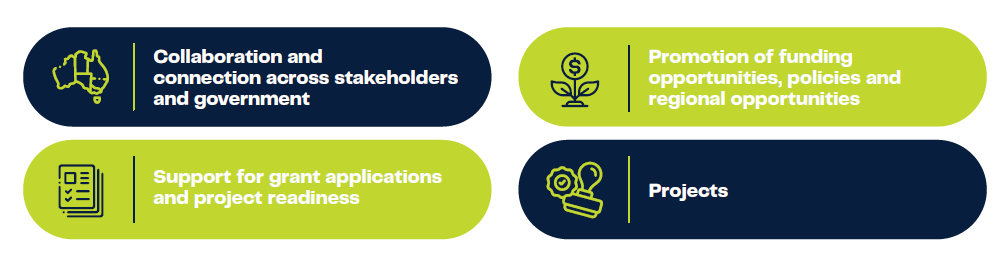 Collaboration and
connection across stakeholders
and government
Promotion of funding
opportunities, policies and
regional opportunities
Support for grant applications
and project readiness
Projects